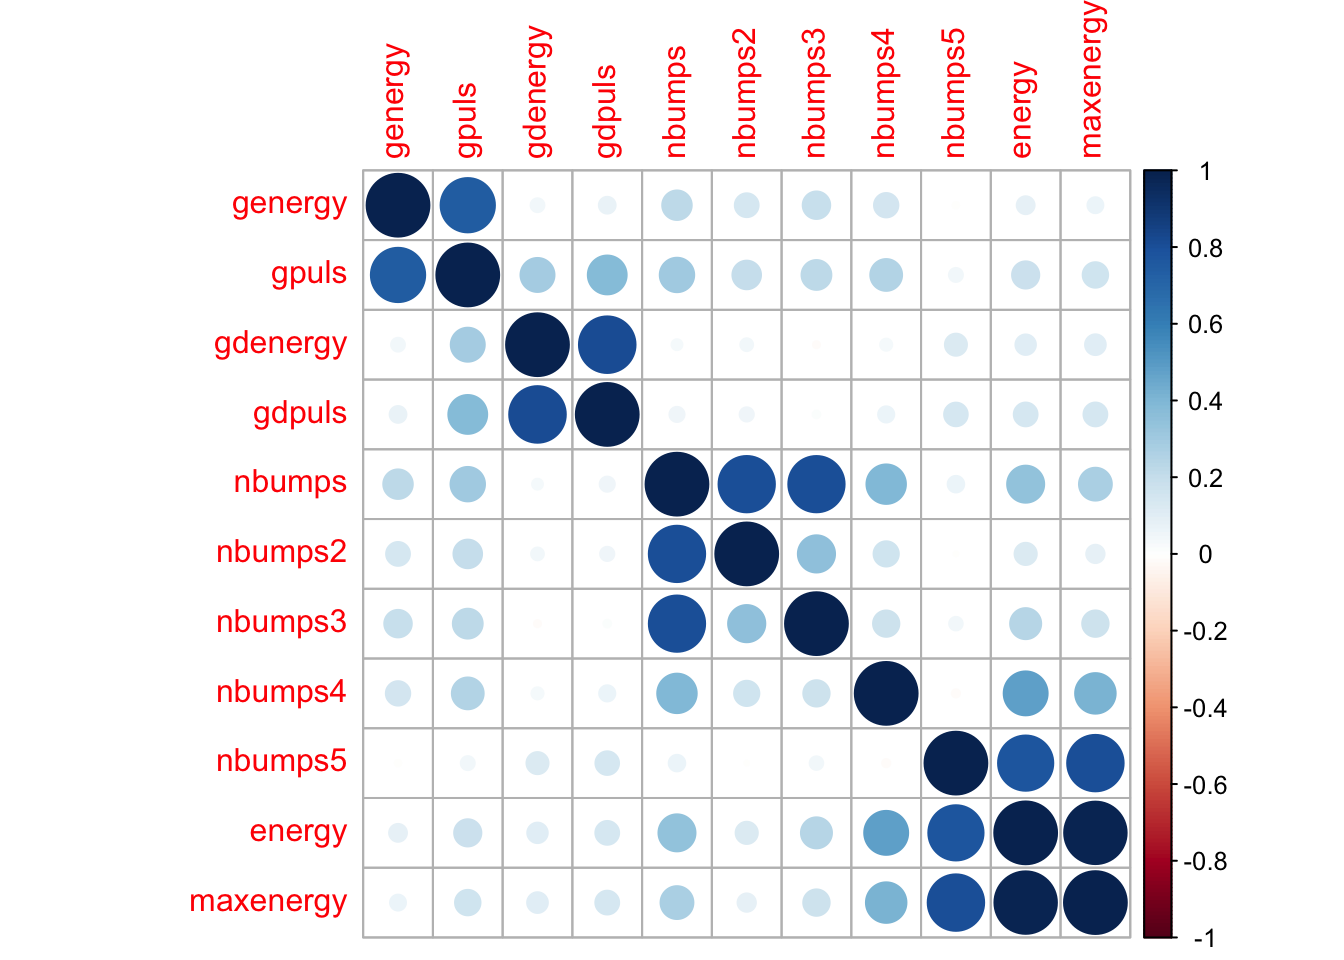 genergy
gpuls
gdenergy
gdpuls
nbumps
nbumps2
nbumps3
nbumps4
nbumps5
energy
maxenergy
genergy
gpuls
gdenergy
gdpuls
nbumps
nbumps2
nbumps3
nbumps4
nbumps5
energy
maxenergy
1
0.8
0.6
0.4
0.2
0
-0.2
-0.4
-0.6
-0.8
-1